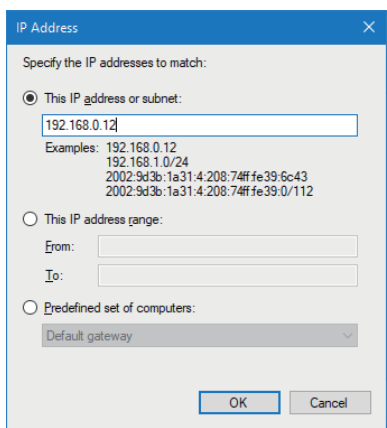 IP Address
Specify the IP addresses to match:
This IP address or subnet:
192.168.0.12
Examples: 192.168.0.12
192.168.1.0/24
2002:9d3b:1a31:4:208:74ff:fe39:6c43
2002:9d3b:1a31:4:208:74ff:fe39:0/112
This IP address range:
From:
To:
Predefined set of computers:
Default gateway
OK Cancel